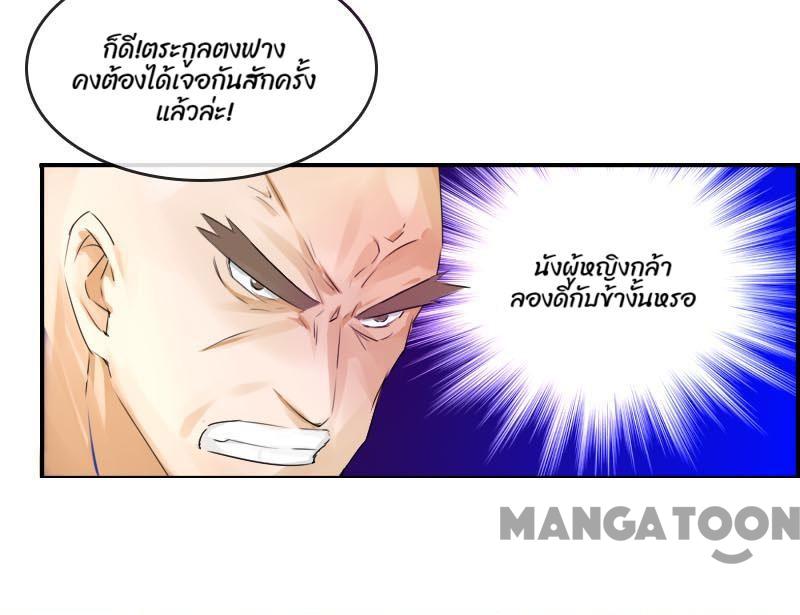 ก็ดี!ตระกูลตงฟาง
คงต้องได้เจอกันสักครั้ง
แล้วล่ะ!
นังผู้หญิงกล้า
ลองดีกับข้างั้นหรอ
MANGATOON